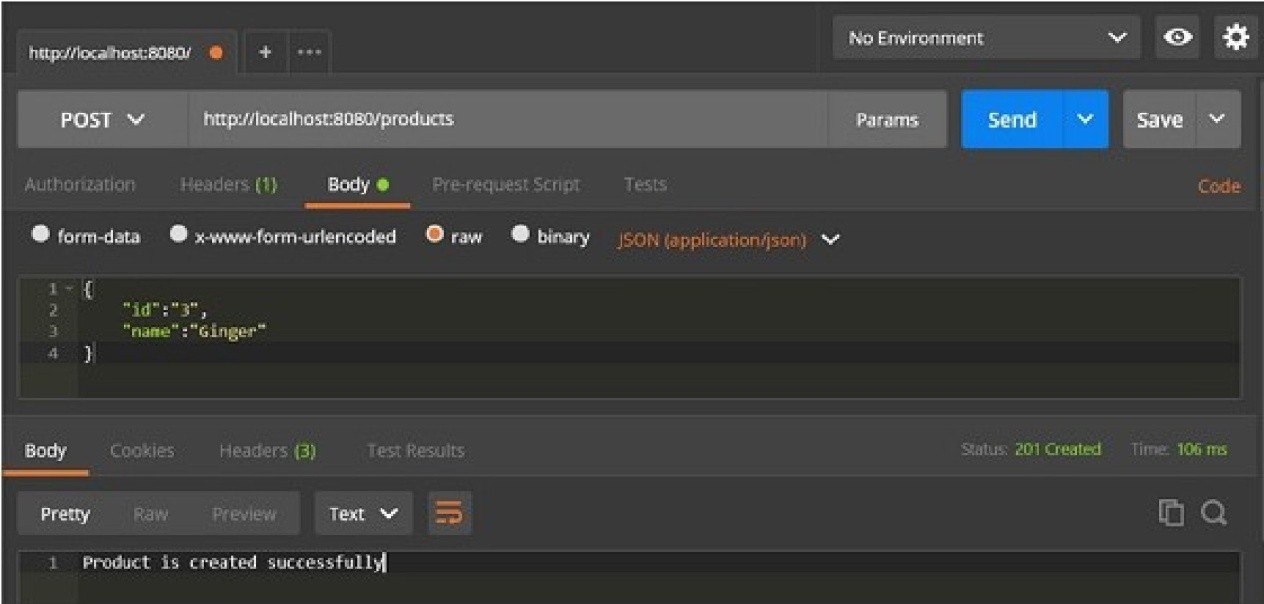 http://localhost:8080/ + ••• No Environment
POST http://localhost:8080/products Params Send Save
Authorization Headers (1) Body Pre-request Script Tests Code
form-data x-www-form-urlencoded raw binary JSON (application/json)
1 {
2 "id":"3",
3 "name":"Ginger"
4 }
Body Cookies Headers (3) Test Results Status: 201 Created Time: 106 ms
Pretty Raw Preview Text
1 Product is created successfully